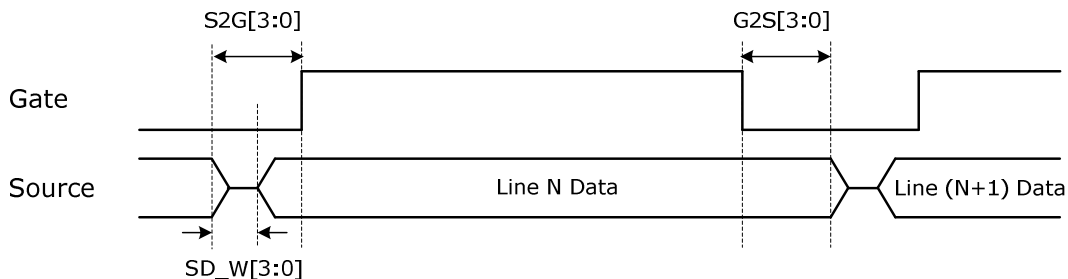 S2G[3:0] G2S[3:0]
Gate
Source Line N Data Line (N+1) Data
SD_W[3:0]